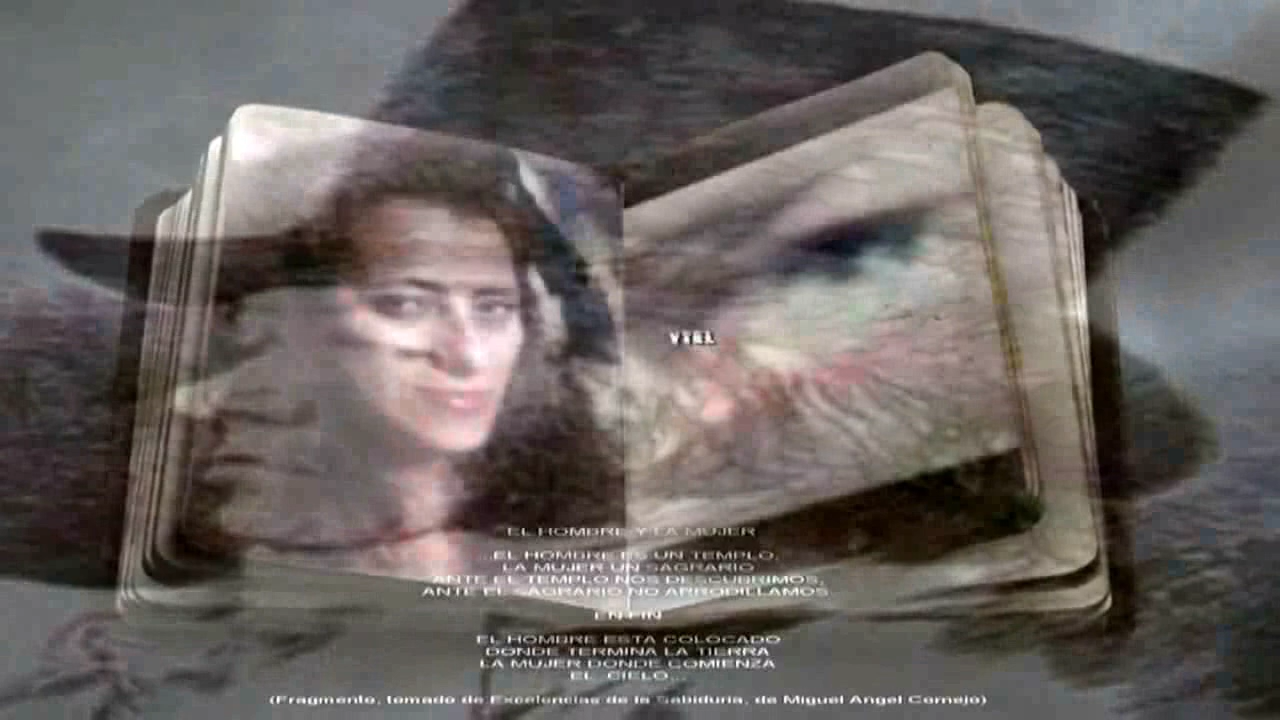 YTEL
EL HOMBRE Y LA MUJER
...EL HOMBRE ES UN TEMPLO,
LA MUJER UN SAGRARIO
ANTE EL TEMPLO NOS DESCUBRIMOS,
ANTE EL SAGRARIO NO ARRODILLAMOS
EN FIN
EL HOMBRE ESTA COLOCADO
DONDE TERMINA LA TIERRA
LA MUJER DONDE COMIENZA
EL CIELO...
(Fragmento, tomado de Excelencias de la Sabiduria, de Miguel Angel Cornejo)